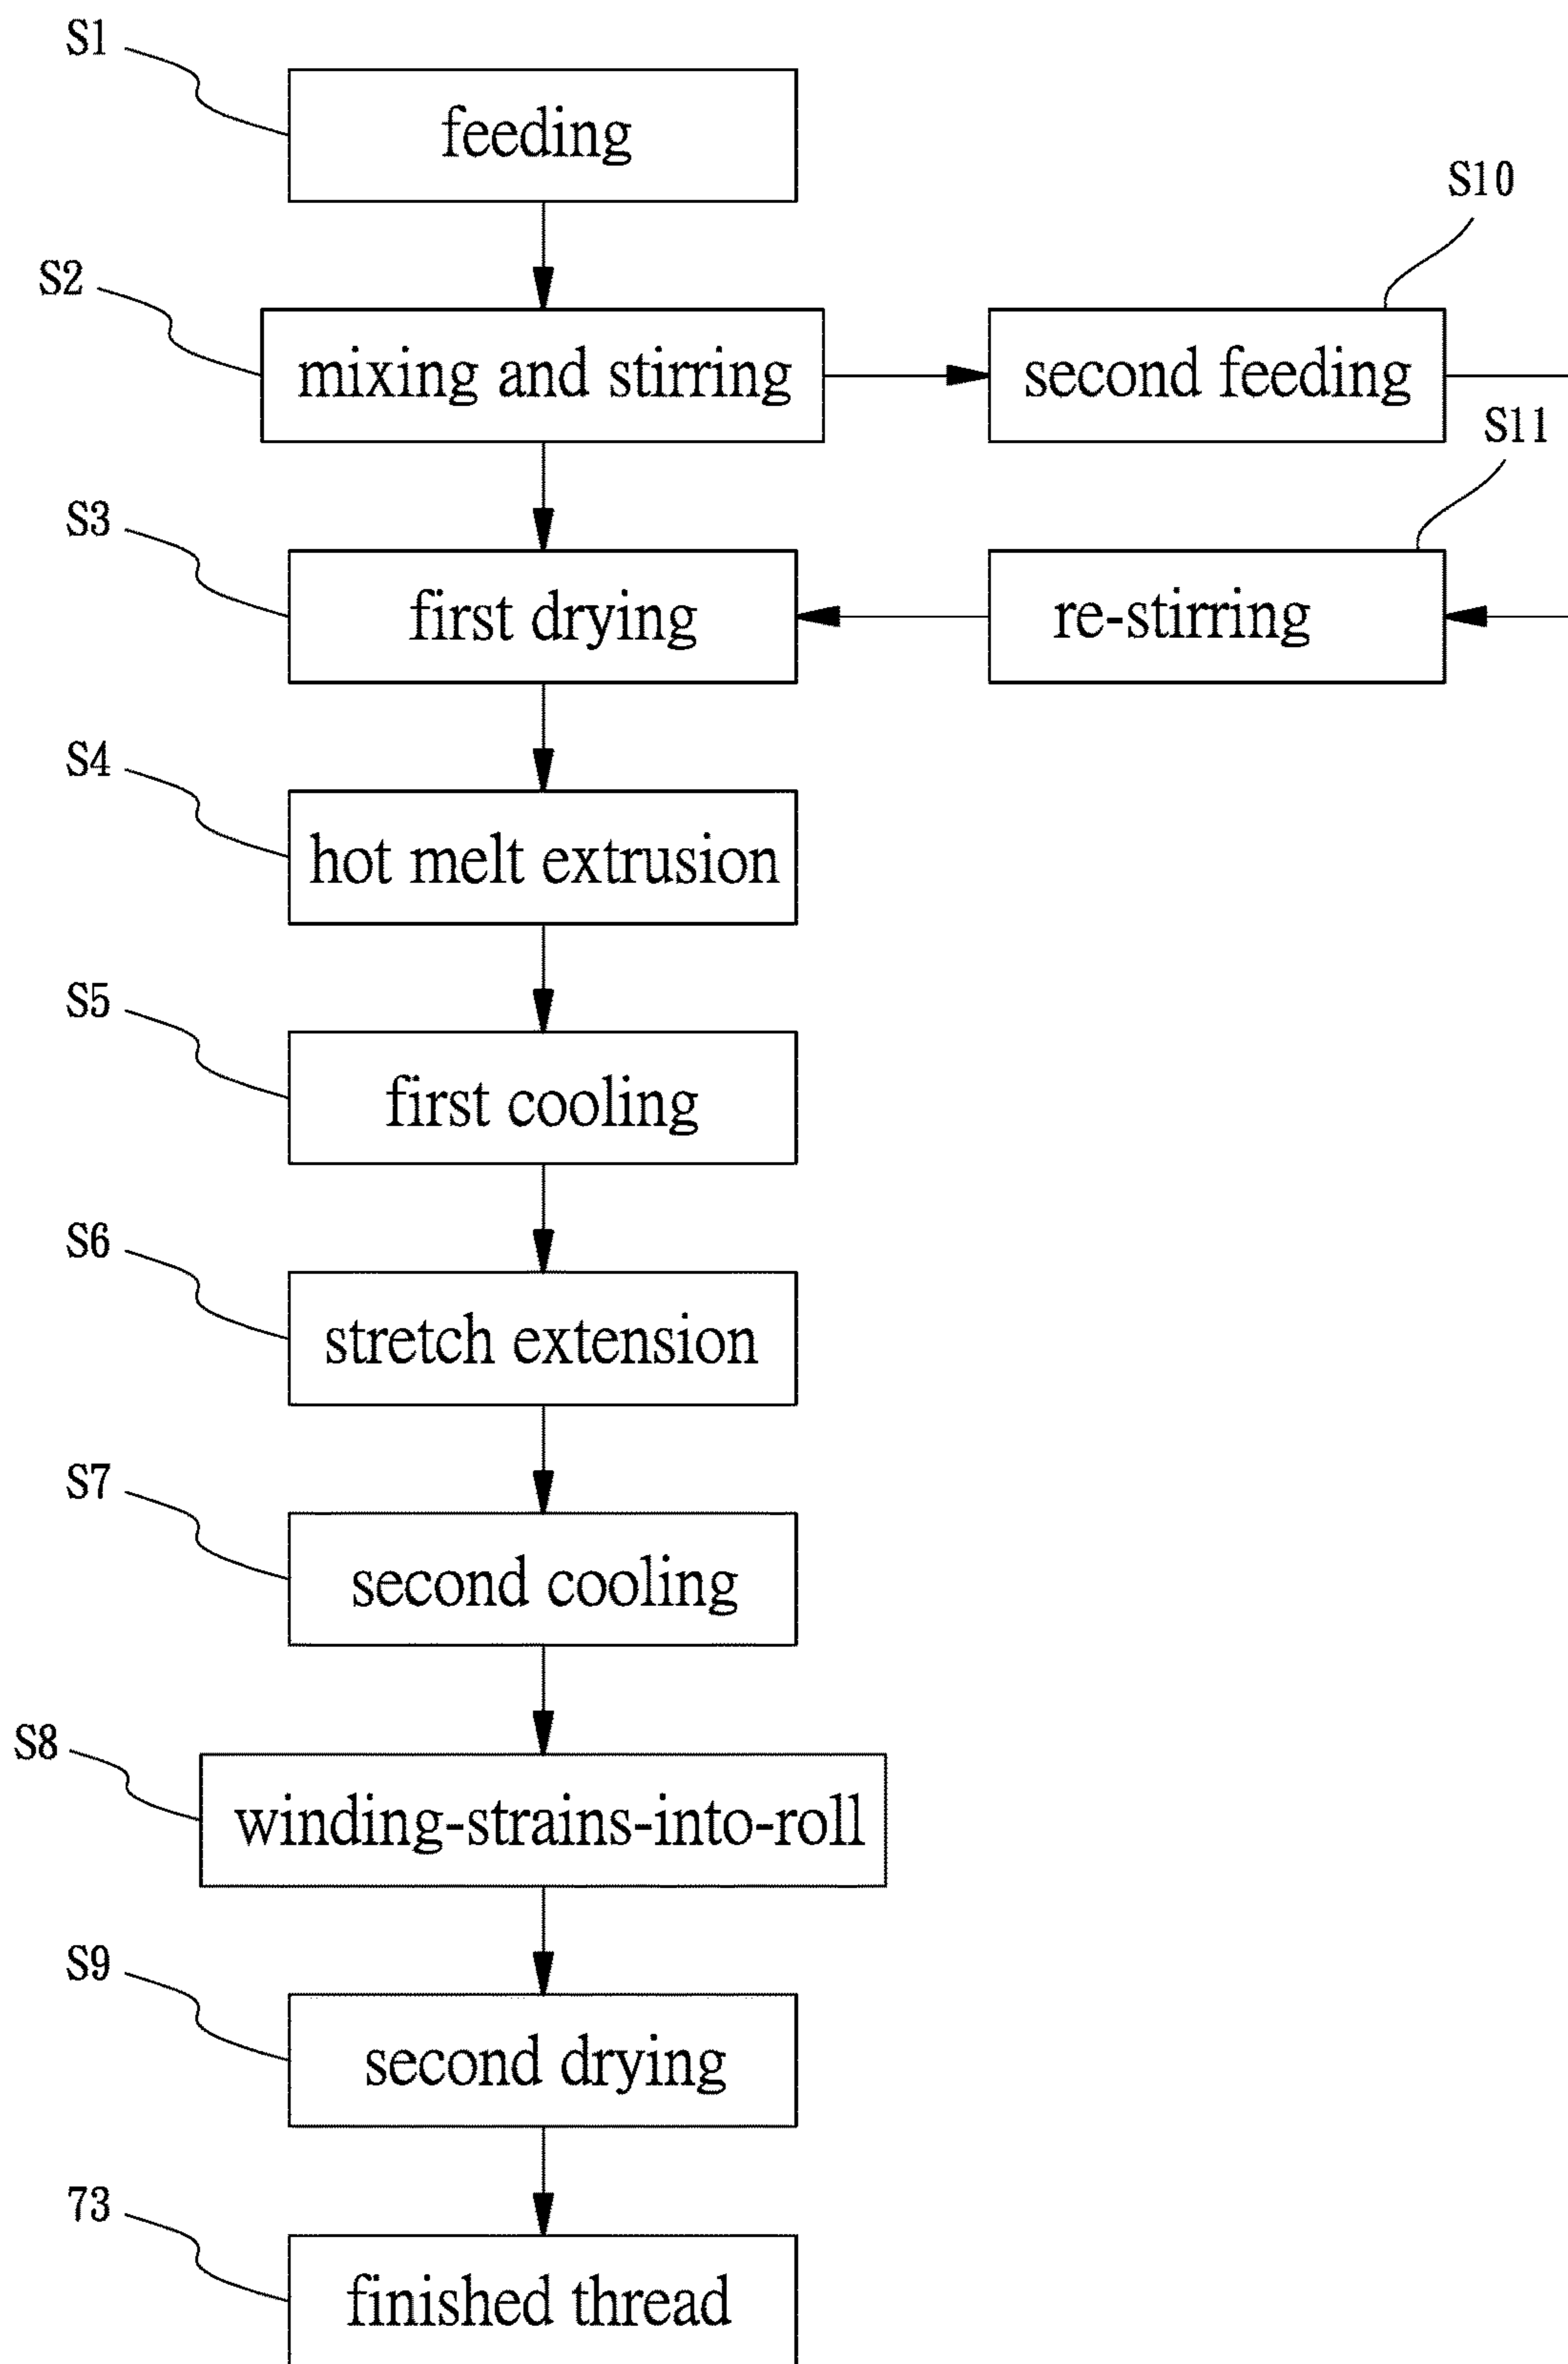 S1
feeding
S10
S2
mixing and stirring
second feeding
S11
S3
first drying
re-stirring
S4
hot melt extrusion
S5
first cooling
S6
stretch extension
S7
second cooling
S8
winding-strains-into-roll
S9
second drying
73
finished thread